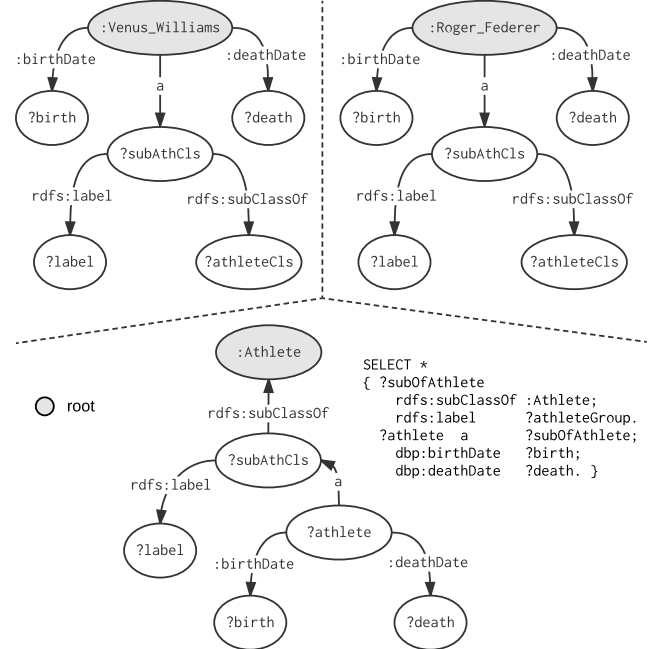 :Venus_Williams
:birthDate
:deathDate
a
?birth
?death
?subAthCls
rdfs:label
rdfs:subClassOf
?label
?athleteCls
:Roger_Federer
:birthDate
:deathDate
a
?birth
?death
?subAthCls
rdfs:label
rdfs:subClassOf
?label
?athleteCls
:Athlete
rdfs:subClassOf
root
?subAthCls
rdfs:label
a
?label
?athlete
:birthDate
:deathDate
?birth
?death
SELECT *
{ ?subOfAthlete
rdfs:subClassOf :Athlete;
rdfs:label ?athleteGroup.
?athlete a ?subOfAthlete;
dbp:birthDate ?birth;
dbp:deathDate ?death. }